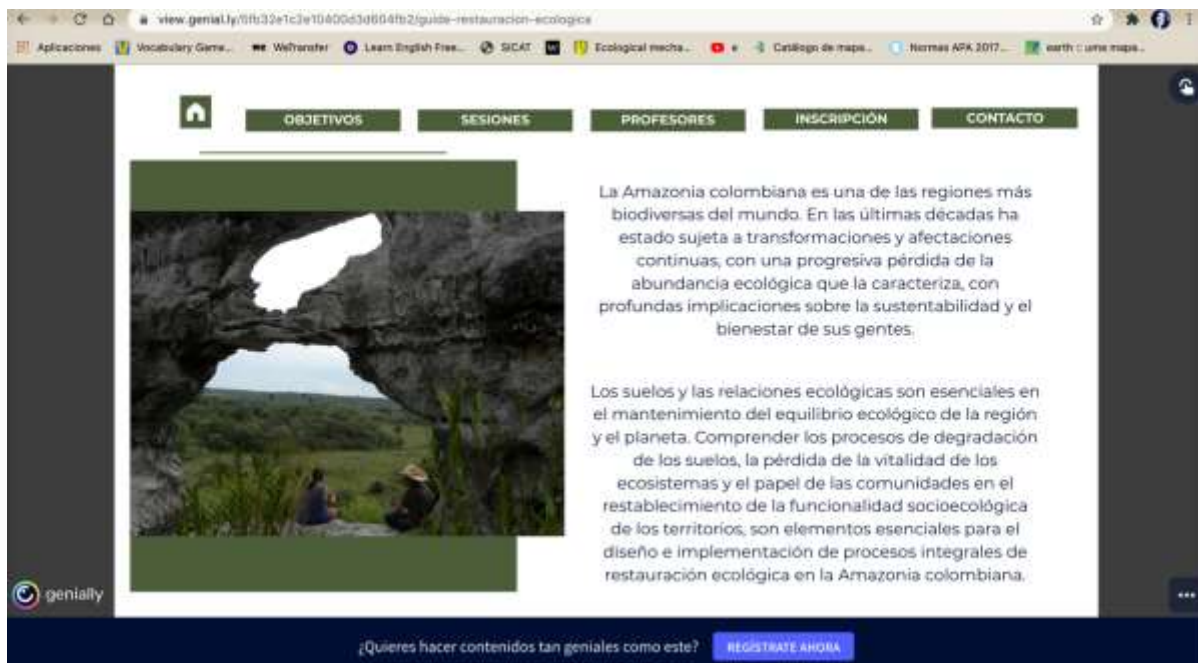 view.genial.ly/5fb32e1c2e10400d3d604fb2/guide-restauracion-ecologica
Aplicaciones Vocabulary Game... WeTransfer Learn English Free... SICAT Ecological mecha... Catálogo de mapa... Normas APA 2017... earth :: ume mapa...
OBJETIVOS SESIONES PROFESORES INSCRIPCIÓN CONTACTO
La Amazonia colombiana es una de las regiones más
biodiversas del mundo. En las últimas décadas ha
estado sujeta a transformaciones y afectaciones
continuas, con una progresiva pérdida de la
abundancia ecológica que la caracteriza, con
profundas implicaciones sobre la sustentabilidad y el
bienestar de sus gentes.
Los suelos y las relaciones ecológicas son esenciales en
el mantenimiento del equilibrio ecológico de la región
y el planeta. Comprender los procesos de degradación
de los suelos, la pérdida de la vitalidad de los
ecosistemas y el papel de las comunidades en el
restablecimiento de la funcionalidad socioecológica
de los territorios, son elementos esenciales para el
diseño e implementación de procesos integrales de
restauración ecológica en la Amazonia colombiana.
genially
¿Quieres hacer contenidos tan geniales como este? REGÍSTRATE AHORA